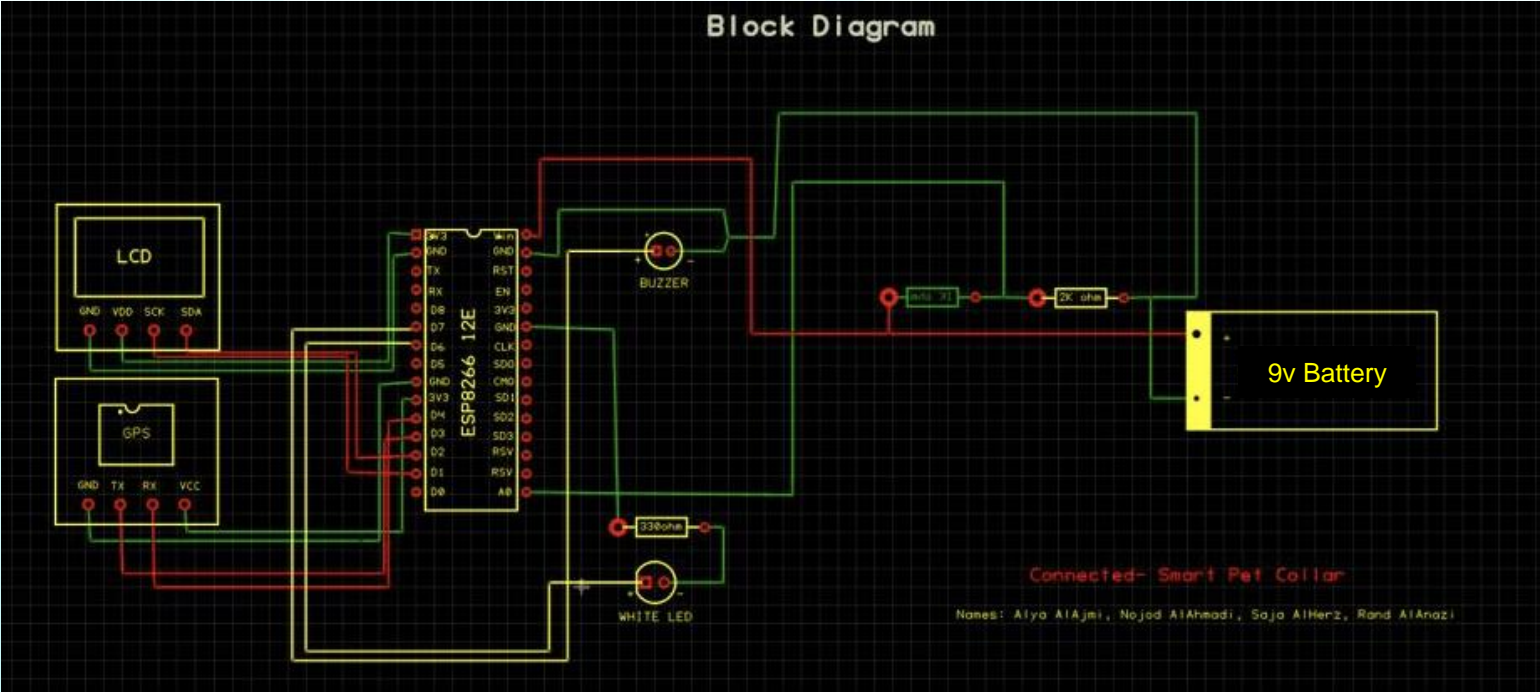 Block Diagram
LCD
GND VDD SCK SDA
GPS
GND TX RX VCC
ESP8266 12E
3V3
GND
TX
RX
D8
D7
D6
D5
GND
3V3
D4
D3
D2
D1
D0
Vin
GND
RST
EN
3V3
GND
CLK
SD0
CMD
SD1
SD2
SD3
RSV
RSV
A0
+ -
BUZZER
330ohm
+ -
WHITE LED
2K ohm
+
9v Battery
-
Connected- Smart Pet Collar
Names: Alya AlAjmi, Nojod AlAhmadi, Saja AlHerz, Rand AlAnazi